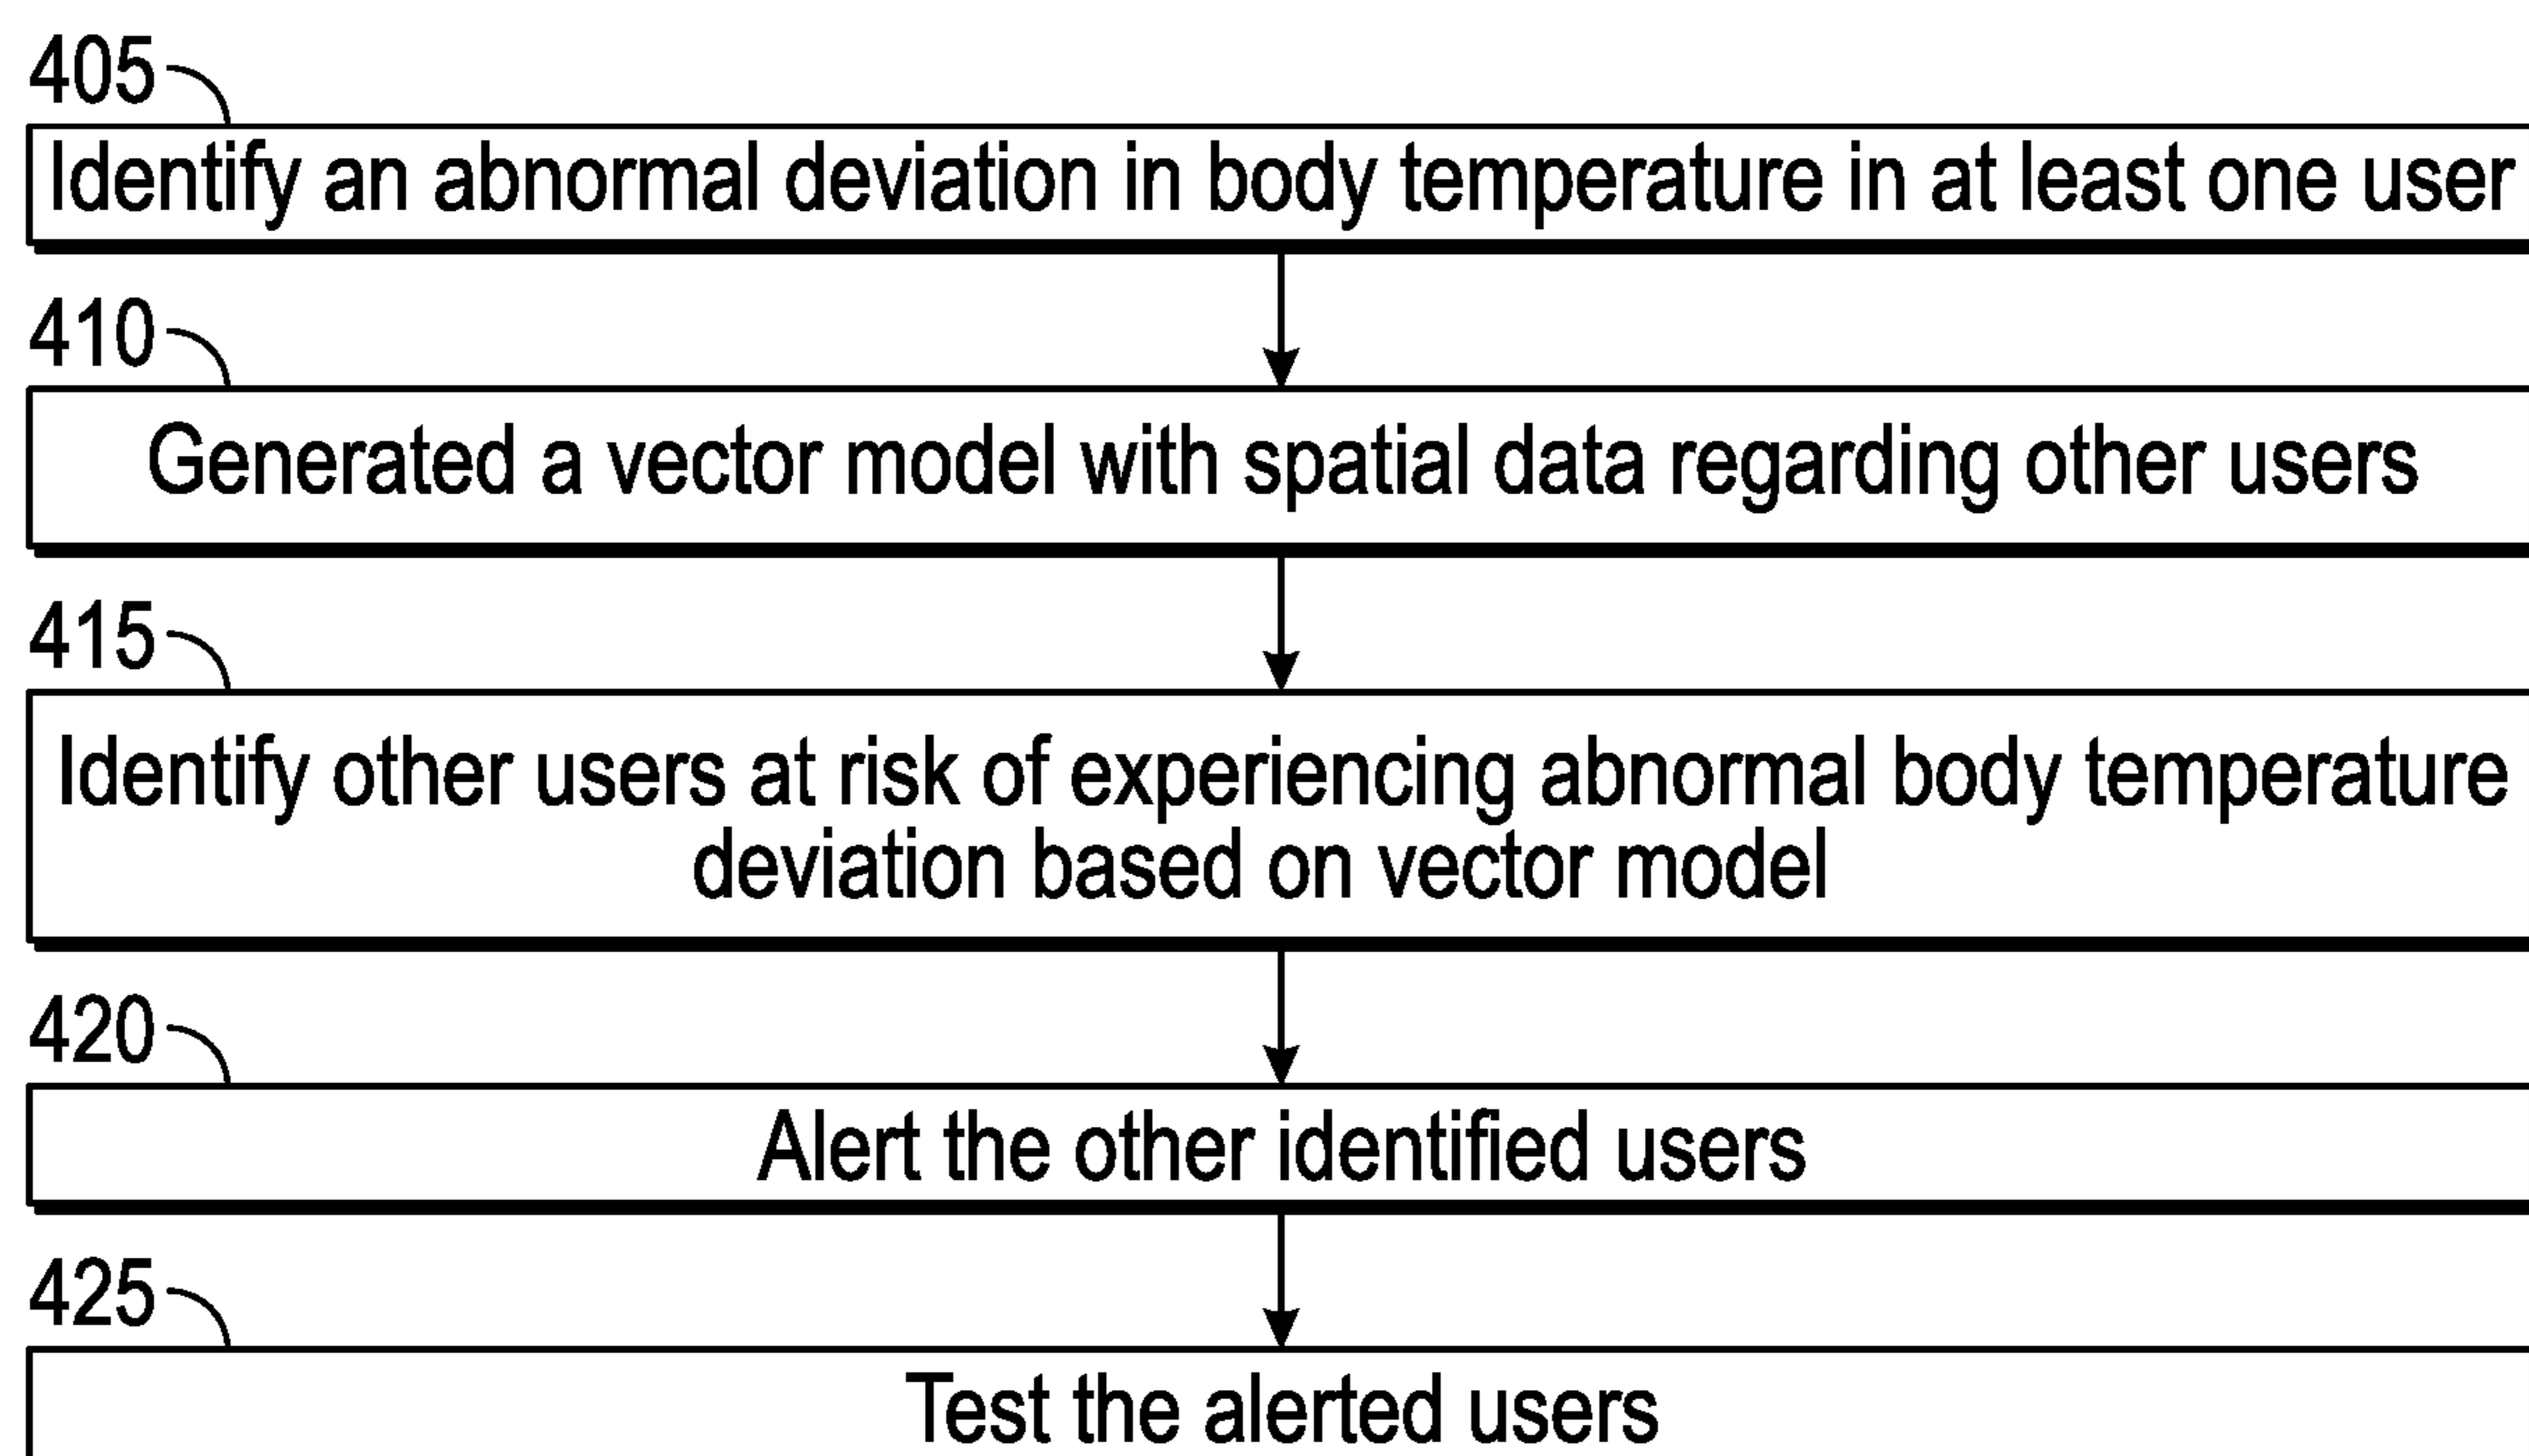 405
Identify an abnormal deviation in body temperature in at least one user
410
Generated a vector model with spatial data regarding other users
415
Identify other users at risk of experiencing abnormal body temperature
deviation based on vector model
420
Alert the other identified users
425
Test the alerted users